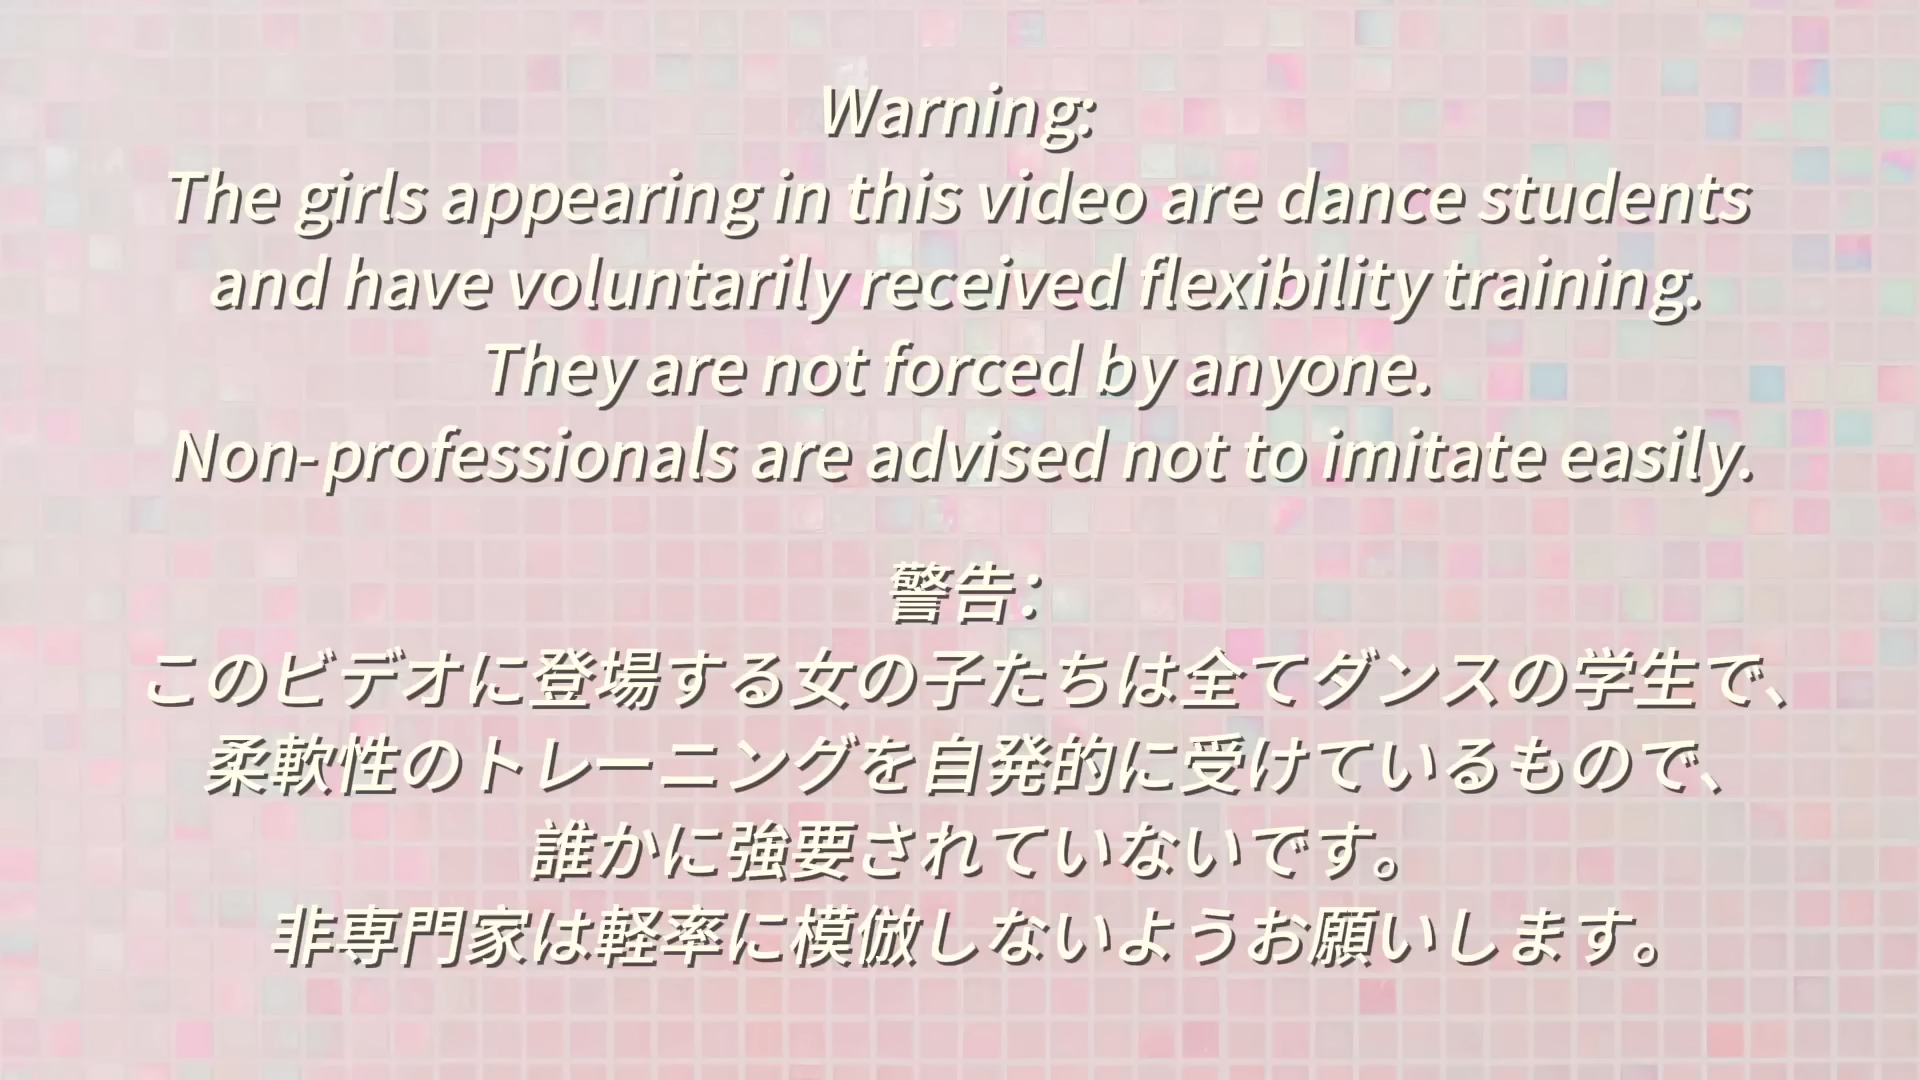 Warning:
The girls appearing in this video are dance students
and have voluntarily received flexibility training.
They are not forced by anyone.
Non-professionals are advised not to imitate easily.
警告：
このビデオに登場する女の子たちは全てダンスの学生で、
柔軟性のトレーニングを自発的に受けているもので、
誰かに強要されていないです。
非専門家は軽率に模倣しないようお願いします。